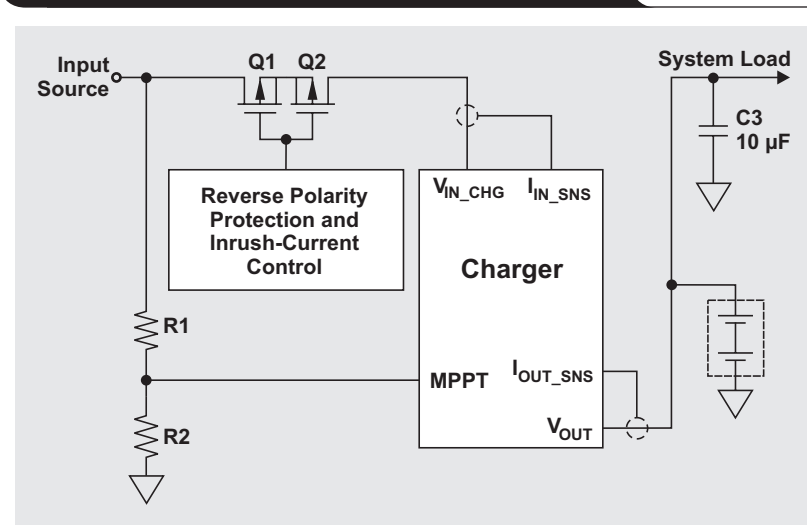 Input
Source
Q1
Q2
System Load
C3
10 µF
VIN_CHG
IIN_SNS
Reverse Polarity
Protection and
Inrush-Current
Control
Charger
R1
MPPT
IOUT_SNS
VOUT
R2